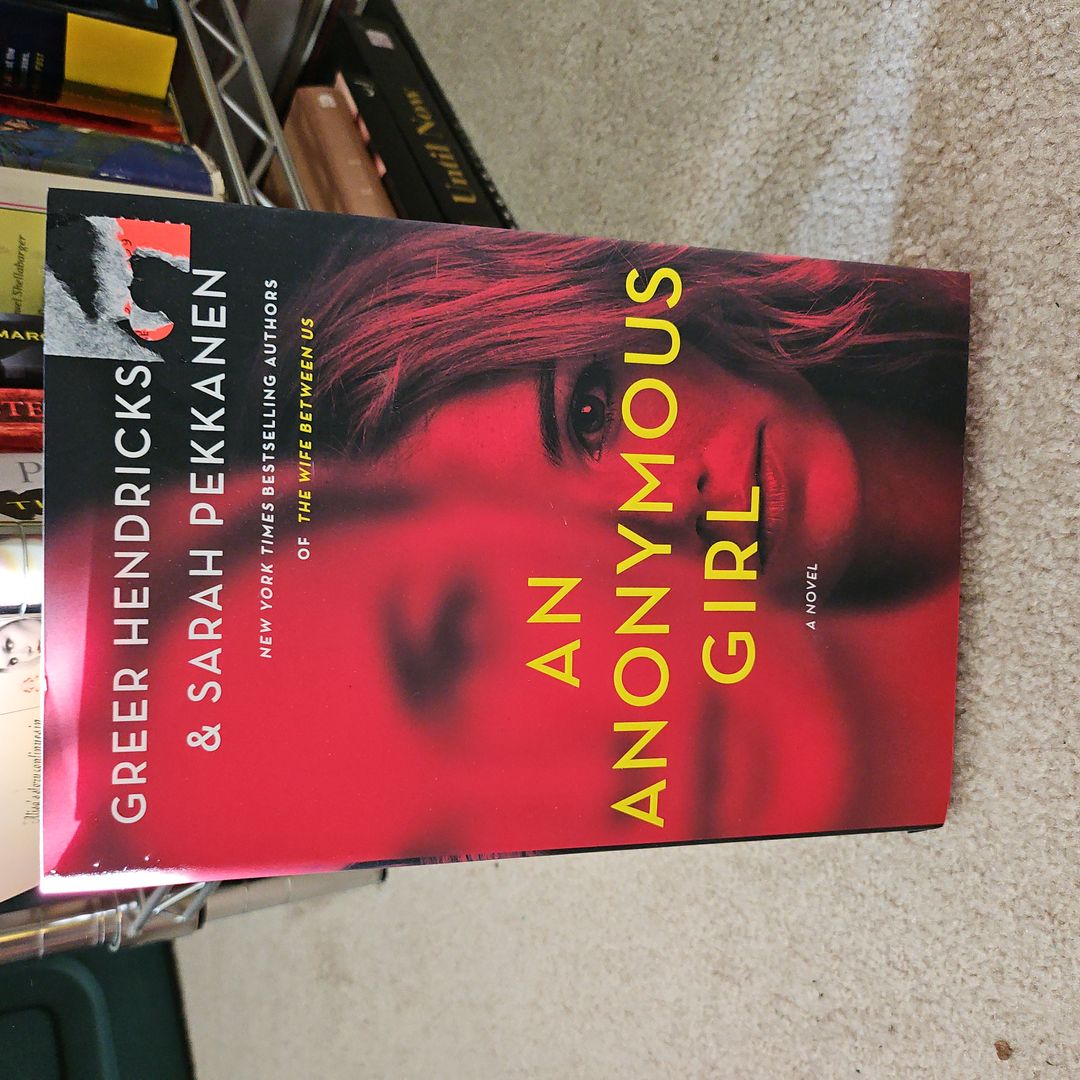 GREER HENDRICKS
& SARAH PEKKANEN
NEW YORK TIMES BESTSELLING AUTHORS
OF THE WIFE BETWEEN US
AN
ANONYMOUS
GIRL
A NOVEL
Until Now
Shellabarger